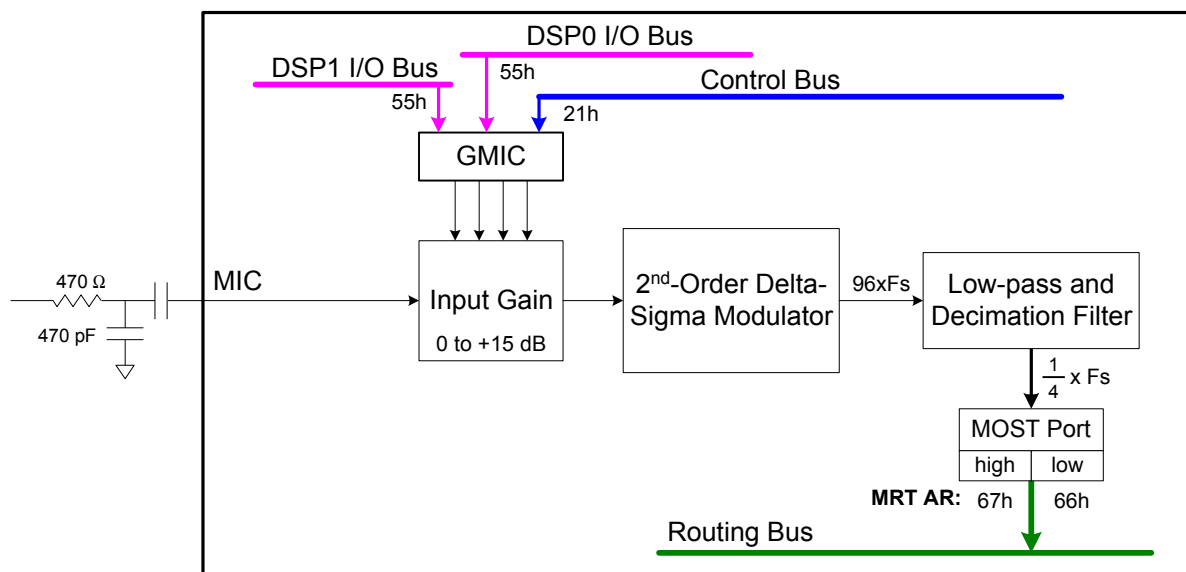 DSP0 I/O Bus
DSP1 I/O Bus
55h
Control Bus
55h
21h
GMIC
470 Ω
MIC
470 pF
Input Gain
0 to +15 dB
2nd-Order Delta-
Sigma Modulator
96xFs
Low-pass and
Decimation Filter
1/4 x Fs
MOST Port
high
low
MRT AR:
67h
66h
Routing Bus